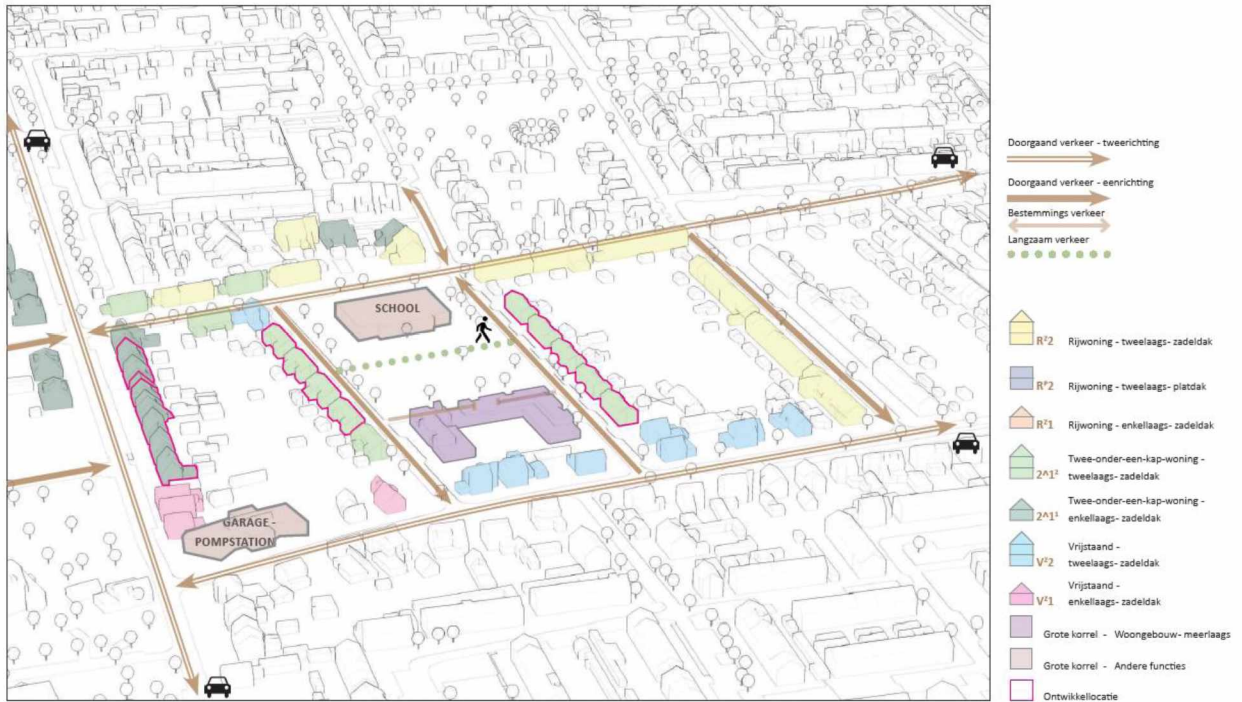 SCHOOL
GARAGE -
POMPSTATION
Doorgaand verkeer - tweerichting
Doorgaand verkeer - eenrichting
Bestemmings verkeer
Langzaam verkeer
R²2 Rijwoning - tweelaags- zadeldak
RP2 Rijwoning - tweelaags- platdak
R²1 Rijwoning - enkellaags- zadeldak
Twee-onder-een-kap-woning -
2^1² tweelaags- zadeldak
Twee-onder-een-kap-woning -
2^1¹ enkellaags- zadeldak
Vrijstaand -
V²2 tweelaags- zadeldak
Vrijstaand -
V²1 enkellaags- zadeldak
Grote korrel - Woongebouw- meerlaags
Grote korrel - Andere functies
Ontwikkellocatie